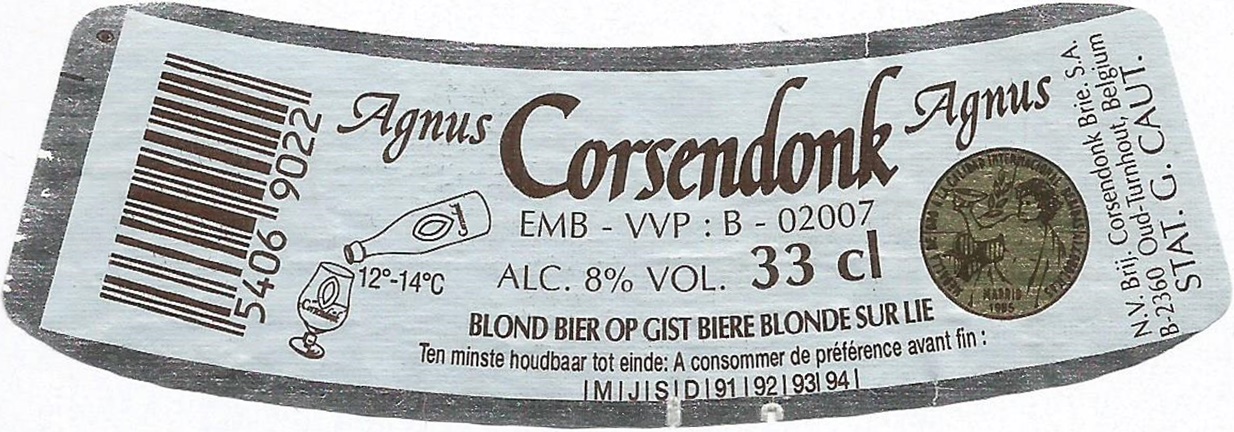 5406 9022
Agnus Corsendonk Agnus
EMB - VVP : B - 02007
12°-14°C
ALC. 8% VOL. 33 cl
BLOND BIER OP GIST BIERE BLONDE SUR LIE
Ten minste houdbaar tot einde: A consommer de préférence avant fin :
|M|J|S|D|91|92|93|94|
MADRID
N.V. Brij. Corsendonk Brie. S.A.
B-2360 Oud-Turnhout, Belgium
STAT. G. CAUT.